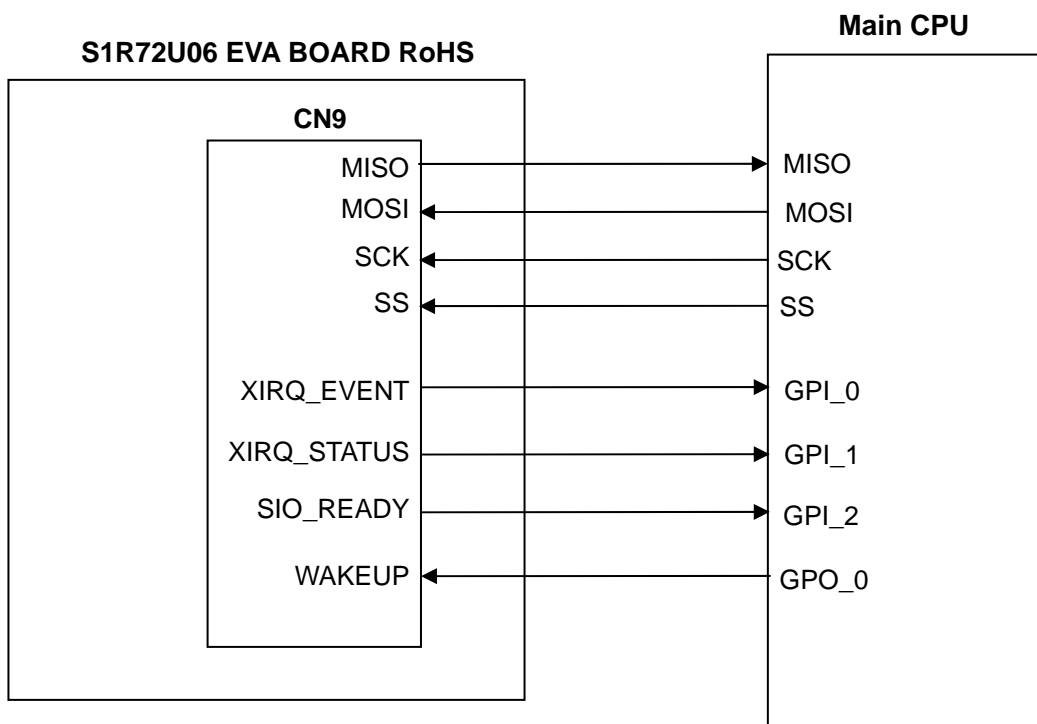 Main CPU
S1R72U06 EVA BOARD RoHS
CN9
MISO MISO
MOSI MOSI
SCK SCK
SS SS
XIRQ_EVENT GPI_0
XIRQ_STATUS GPI_1
SIO_READY GPI_2
WAKEUP GPO_0